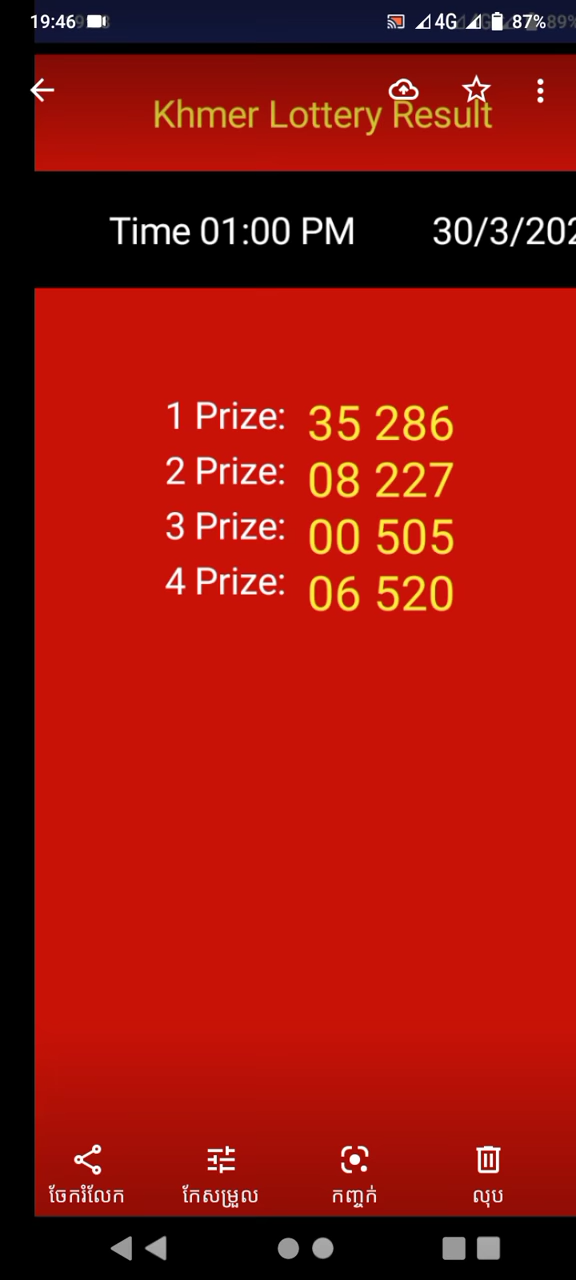 19:46 4G 87%
Khmer Lottery Result
Time 01:00 PM 30/3/202
1 Prize: 35 286
2 Prize: 08 227
3 Prize: 00 505
4 Prize: 06 520
ចែករំលែក កែសម្រួល កញ្ចក់ លុប